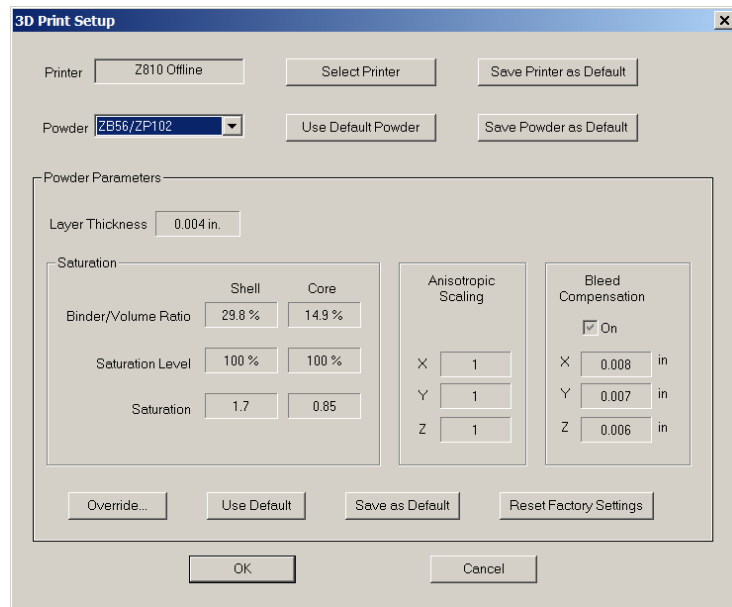 3D Print Setup
Printer Z810 Offline Select Printer Save Printer as Default
Powder ZB56/ZP102 Use Default Powder Save Powder as Default
Powder Parameters
Layer Thickness 0.004 in.
Saturation
Shell Core
Binder/Volume Ratio 29.8 % 14.9 %
Saturation Level 100 % 100 %
Saturation 1.7 0.85
Anisotropic
Scaling
X 1
Y 1
Z 1
Bleed
Compensation
On
X 0.008 in
Y 0.007 in
Z 0.006 in
Override... Use Default Save as Default Reset Factory Settings
OK Cancel